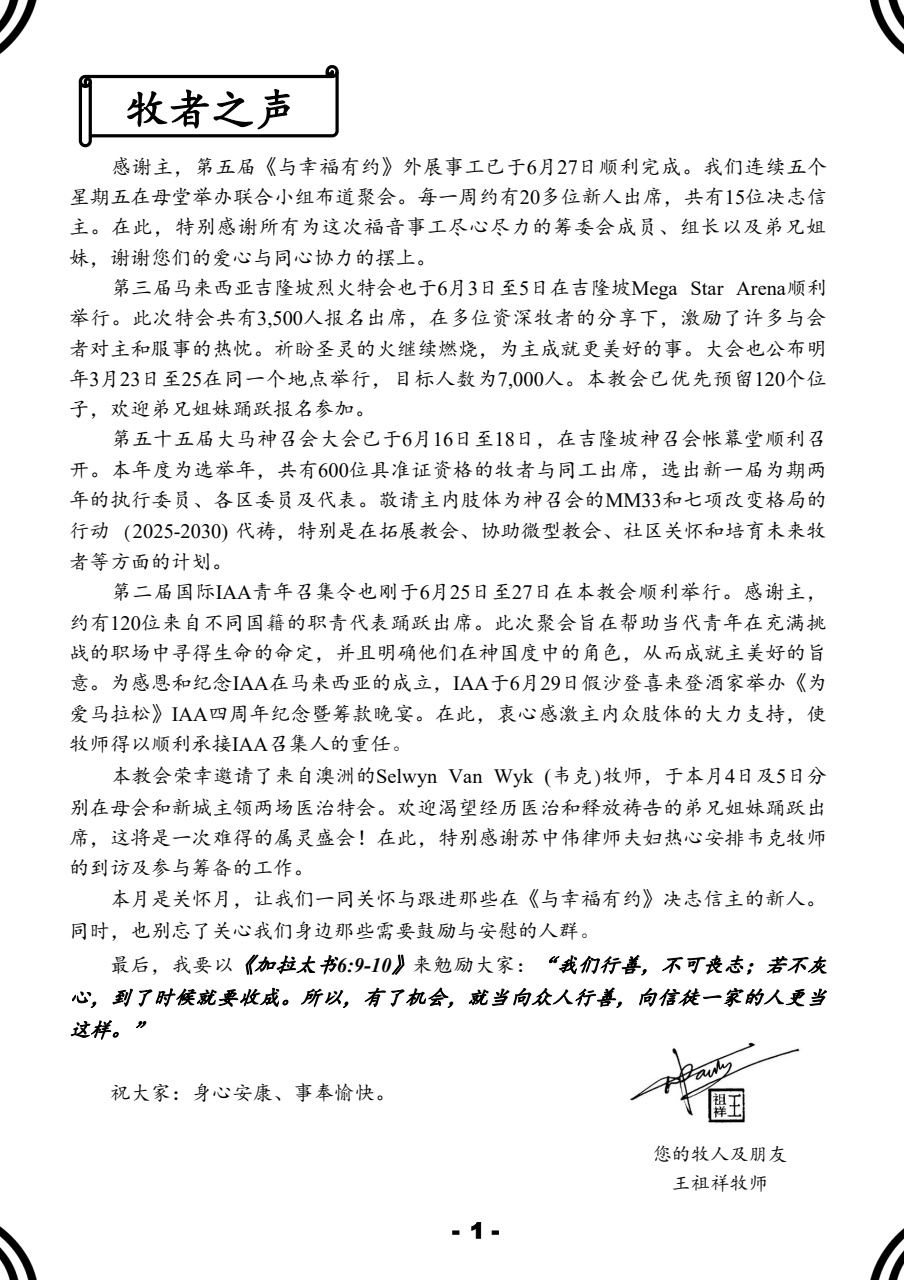 牧者之声
感谢主，第五届《与幸福有约》外展事工已于6月27日顺利完成。我们连续五个
星期五在母堂举办联合小组布道聚会。每一周约有20多位新人出席，共有15位决志信
主。在此，特别感谢所有为这次福音事工尽心尽力的筹委会成员、组长以及弟兄姐
妹，谢谢您们的爱心与同心协力的摆上。
第三届马来西亚吉隆坡烈火特会也于6月3日至5日在吉隆坡Mega Star Arena顺利
举行。此次特会共有3,500人报名出席，在多位资深牧者的分享下，激励了许多与会
者对主和服事的热忱。祈盼圣灵的火继续燃烧，为主成就更美好的事。大会也公布明
年3月23日至25在同一个地点举行，目标人数为7,000人。本教会已优先预留120个位
子，欢迎弟兄姐妹踊跃报名参加。
第五十五届大马神召会大会已于6月16日至18日，在吉隆坡神召会帐幕堂顺利召
开。本年度为选举年，共有600位具准证资格的牧者与同工出席，选出新一届为期两
年的执行委员、各区委员及代表。敬请主内肢体为神召会的MM33和七项改变格局的
行动 (2025-2030) 代祷，特别是在拓展教会、协助微型教会、社区关怀和培育未来牧
者等方面的计划。
第二届国际IAA青年召集令也刚于6月25日至27日在本教会顺利举行。感谢主，
约有120位来自不同国籍的职青代表踊跃出席。此次聚会旨在帮助当代青年在充满挑
战的职场中寻得生命的命定，并且明确他们在神国度中的角色，从而成就主美好的旨
意。为感恩和纪念IAA在马来西亚的成立，IAA于6月29日假沙登喜来登酒家举办《为
爱马拉松》IAA四周年纪念暨筹款晚宴。在此，衷心感激主内众肢体的大力支持，使
牧师得以顺利承接IAA召集人的重任。
本教会荣幸邀请了来自澳洲的Selwyn Van Wyk (韦克)牧师，于本月4日及5日分
别在母会和新城主领两场医治特会。欢迎渴望经历医治和释放祷告的弟兄姐妹踊跃出
席，这将是一次难得的属灵盛会！在此，特别感谢苏中伟律师夫妇热心安排韦克牧师
的到访及参与筹备的工作。
本月是关怀月，让我们一同关怀与跟进那些在《与幸福有约》决志信主的新人。
同时，也别忘了关心我们身边那些需要鼓励与安慰的人群。
最后，我要以《加拉太书6:9-10》来勉励大家：“我们行善，不可丧志；若不灰
心，到了时候就要收成。所以，有了机会，就当向众人行善，向信徒一家的人更当
这样。”
祝大家：身心安康、事奉愉快。
王祖祥
您的牧人及朋友
王祖祥牧师
- 1 -